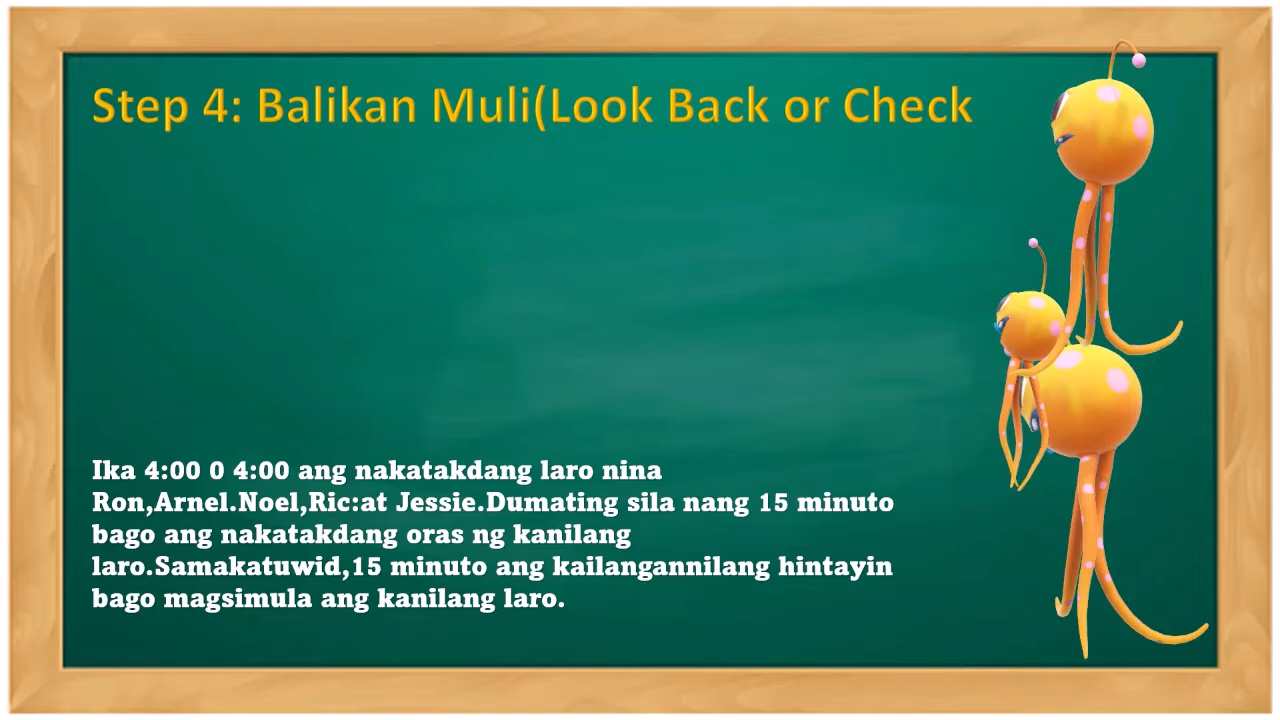 Step 4: Balikan Muli(Look Back or Check
Ika 4:00 0 4:00 ang nakatakdang laro nina
Ron,Arnel.Noel,Ric:at Jessie.Dumating sila nang 15 minuto
bago ang nakatakdang oras ng kanilang
laro.Samakatuwid,15 minuto ang kailangannilang hintayin
bago magsimula ang kanilang laro.